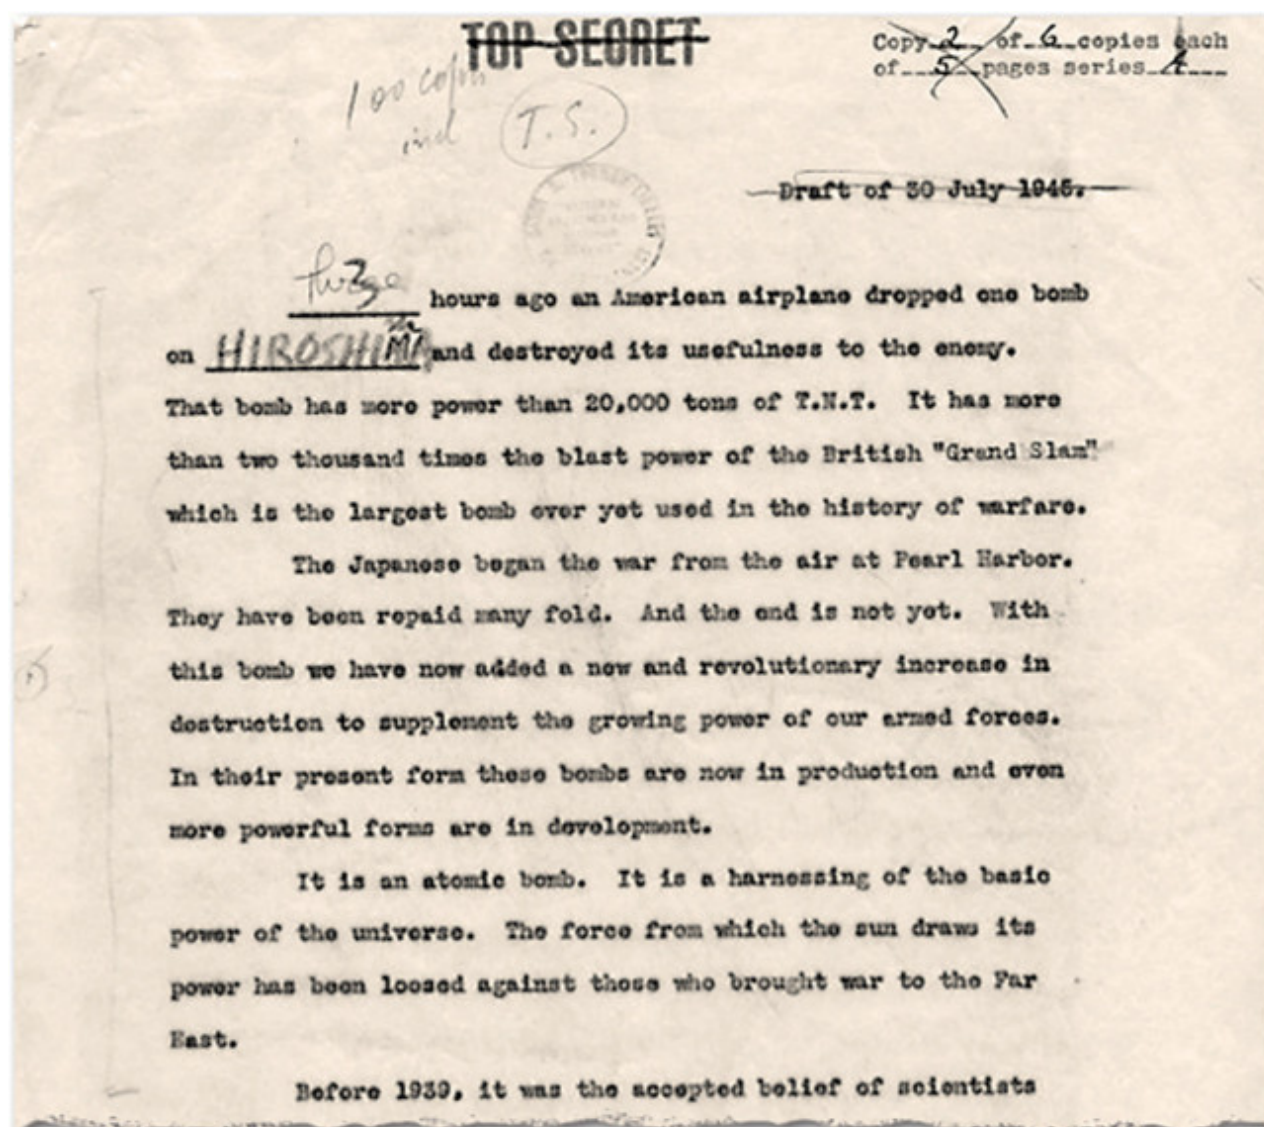 TOP SECRET
Copy 2 of 6 copies each
of 5 pages series A
100 copies
T. S.
Draft of 30 July 1945.
hours ago an American airplane dropped one bomb
on HIROSHIMA and destroyed its usefulness to the enemy.
That bomb has more power than 20,000 tons of T.N.T. It has more
than two thousand times the blast power of the British "Grand Slam"
which is the largest bomb ever yet used in the history of warfare.
The Japanese began the war from the air at Pearl Harbor.
They have been repaid many fold. And the end is not yet. With
this bomb we have now added a new and revolutionary increase in
destruction to supplement the growing power of our armed forces.
In their present form these bombs are now in production and even
more powerful forms are in development.
It is an atomic bomb. It is a harnessing of the basic
power of the universe. The force from which the sun draws its
power has been loosed against those who brought war to the Far
East.
Before 1939, it was the accepted belief of scientists